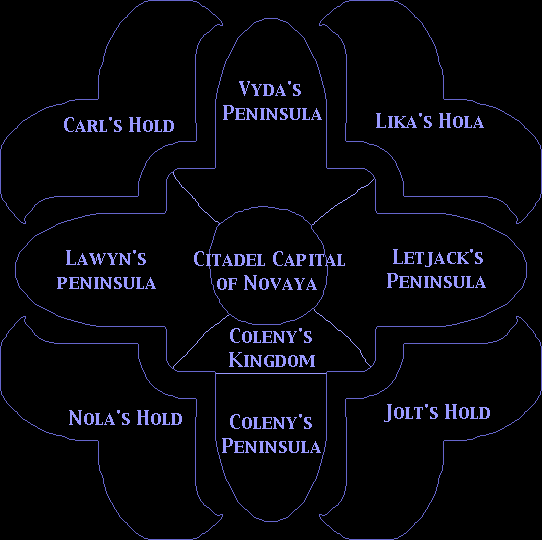 Vyda's
Peninsula
Carl's Hold
Lika's Hola
Lawyn's
peninsula
Citadel Capital
of Novaya
Letjack's
Peninsula
Coleny's
Kingdom
Nola's Hold
Coleny's
Peninsula
Jolt's Hold